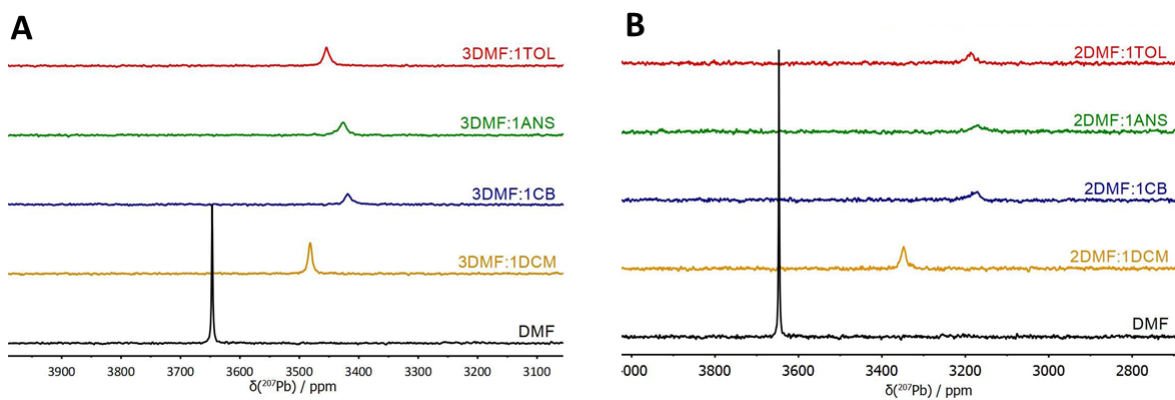 A
3DMF:1TOL
3DMF:1ANS
3DMF:1CB
3DMF:1DCM
DMF
3900 3800 3700 3600 3500 3400 3300 3200 3100
δ(²⁰⁷Pb) / ppm
B
2DMF:1TOL
2DMF:1ANS
2DMF:1CB
2DMF:1DCM
DMF
000 3800 3600 3400 3200 3000 2800
δ(²⁰⁷Pb) / ppm